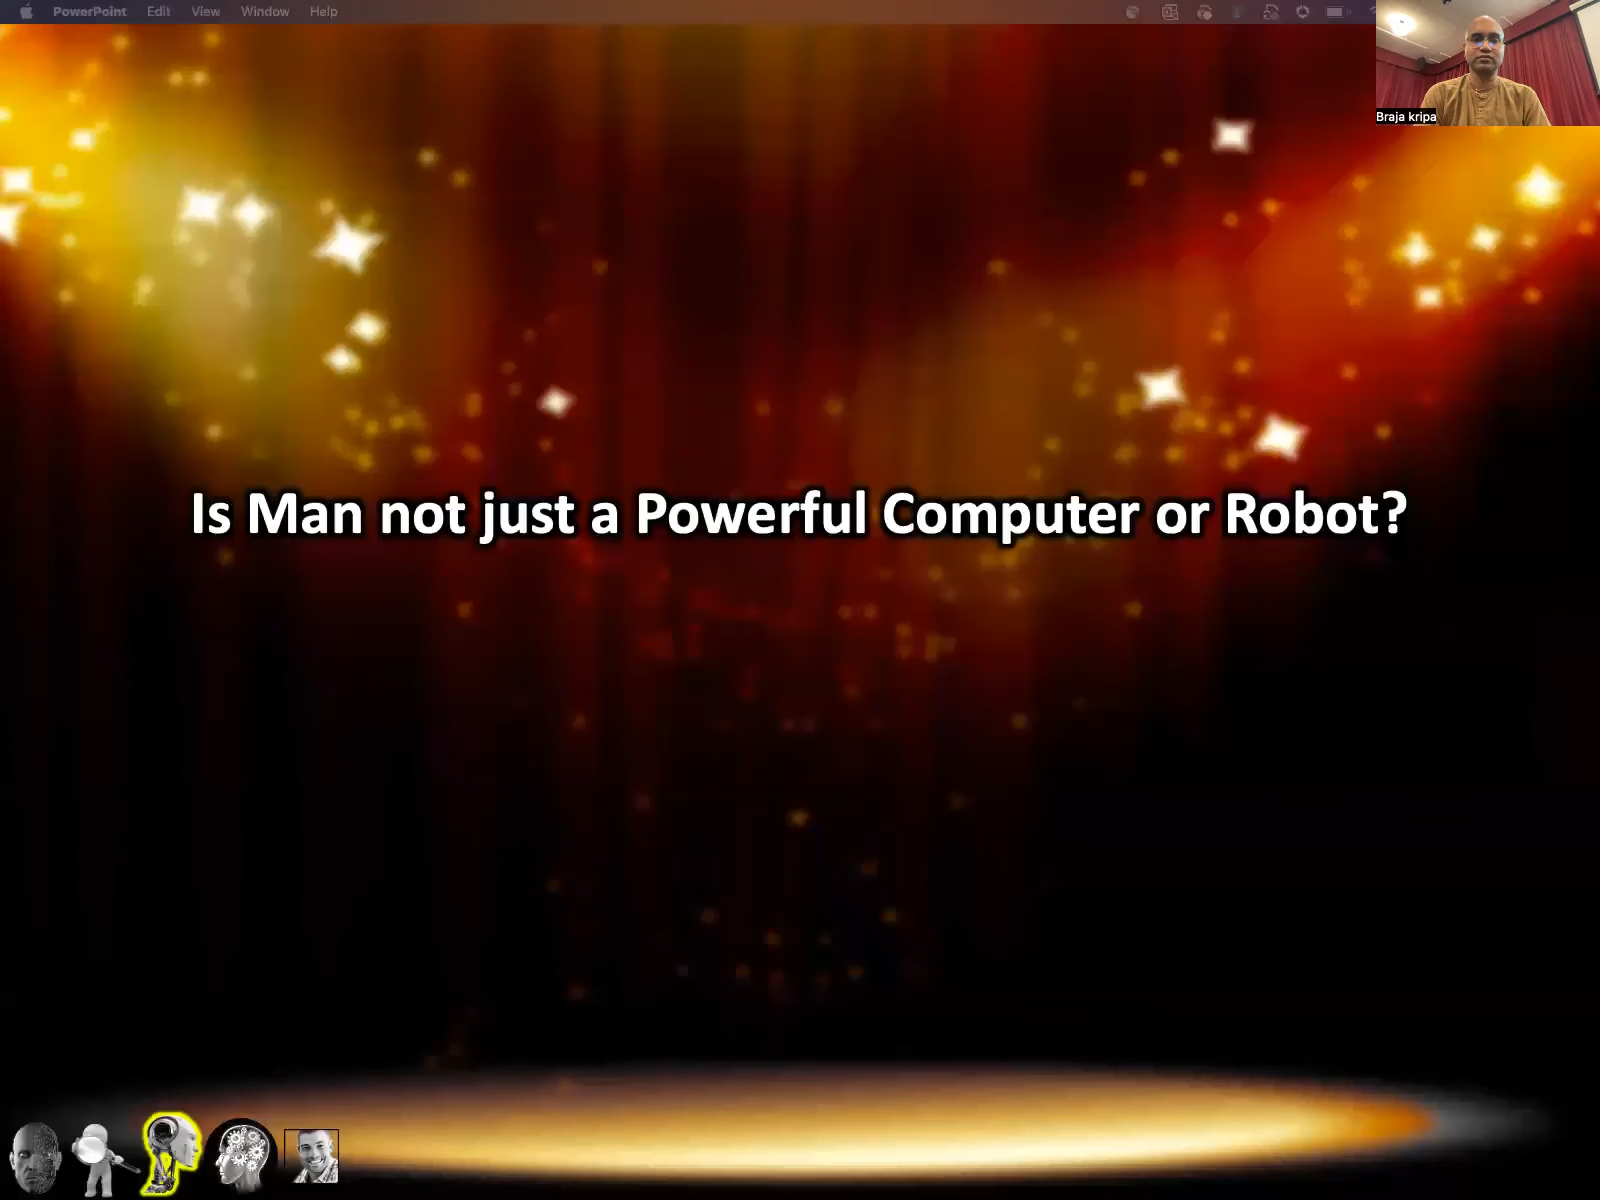 PowerPoint Edit View Window Help
Braja kripa
Is Man not just a Powerful Computer or Robot?